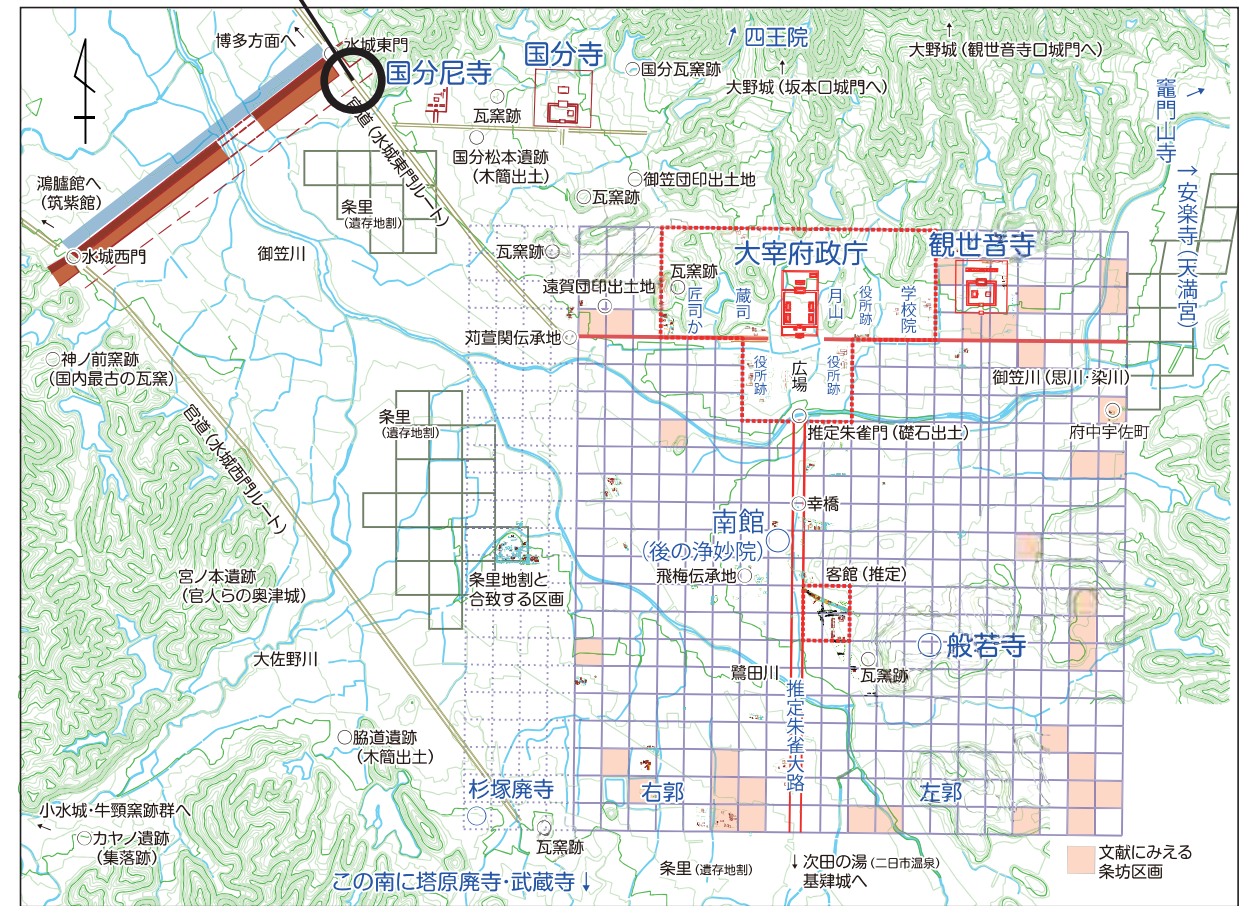 博多方面へ
水城東門
国分尼寺
国分寺
四王院
大野城(観世音寺口城門へ)
国分瓦窯跡
大野城(坂本口城門へ)
竈門山寺
瓦窯跡
官道(水城東門ルート)
国分松本遺跡
(木簡出土)
御笠団印出土地
瓦窯跡
→安楽寺(天満宮)
鴻臚館へ
(筑紫館)
条里
(遺存地割)
水城西門
御笠川
瓦窯跡
大宰府政庁
観世音寺
瓦窯跡
遠賀団印出土地
匠司か
蔵司
月山
役所跡
学校院
苅萱関伝承地
神ノ前窯跡
(国内最古の瓦窯)
役所跡
広場
役所跡
御笠川(思川・染川)
官道(水城西門ルート)
条里
(遺存地割)
推定朱雀門(礎石出土)
府中宇佐町
幸橋
南館
(後の浄妙院)
飛梅伝承地
客館(推定)
宮ノ本遺跡
(官人らの奥津城)
条里地割と
合致する区画
般若寺
瓦窯跡
大佐野川
鷺田川
推定朱雀大路
脇道遺跡
(木簡出土)
杉塚廃寺
右郭
左郭
小水城・牛頸窯跡群へ
カヤノ遺跡
(集落跡)
瓦窯跡
この南に塔原廃寺・武蔵寺↓
条里(遺存地割)
↓次田の湯(二日市温泉)
基肄城へ
文献にみえる
条坊区画